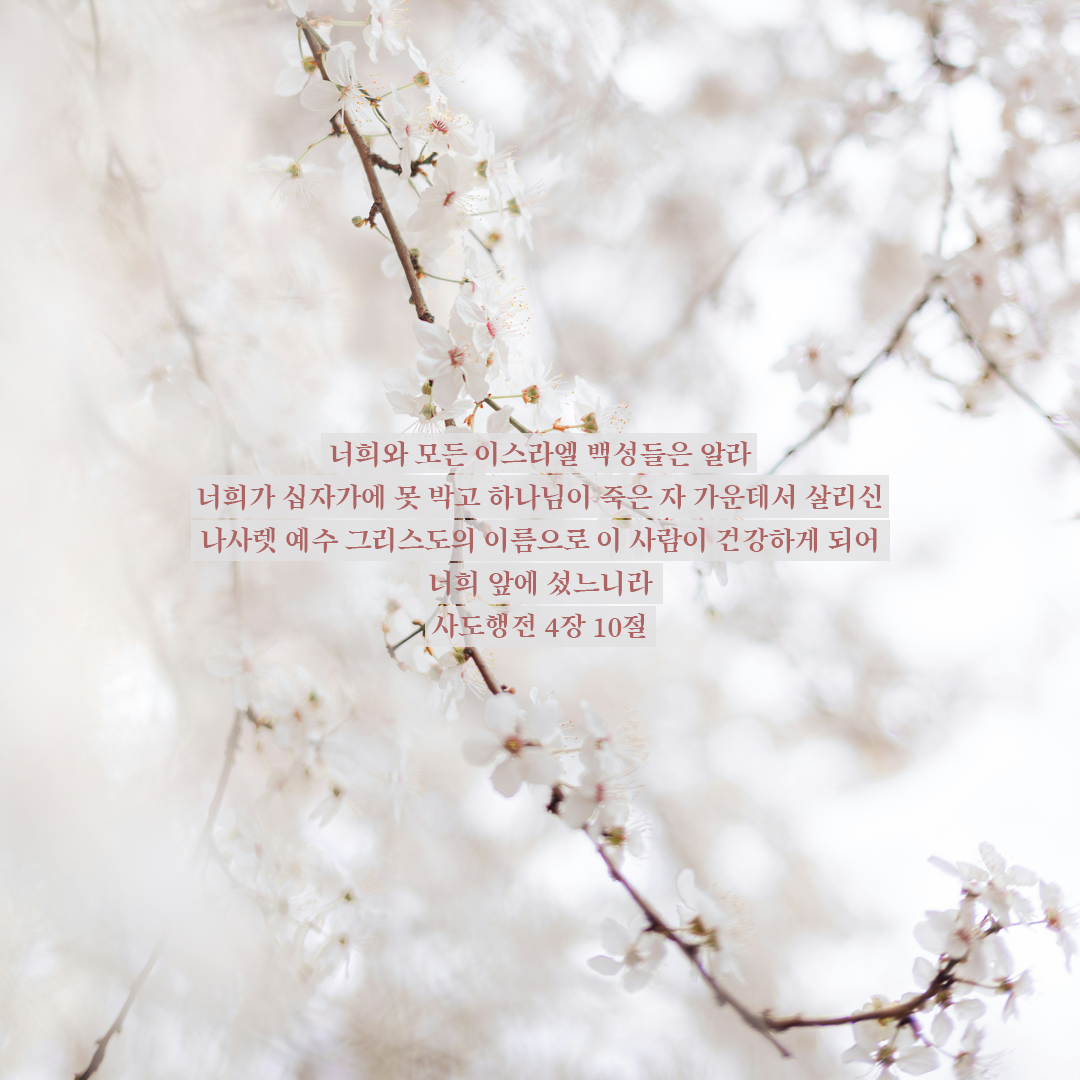 너희와 모든 이스라엘 백성들은 알라
너희가 십자가에 못 박고 하나님이 죽은 자 가운데서 살리신
나사렛 예수 그리스도의 이름으로 이 사람이 건강하게 되어
너희 앞에 섰느니라
사도행전 4장 10절